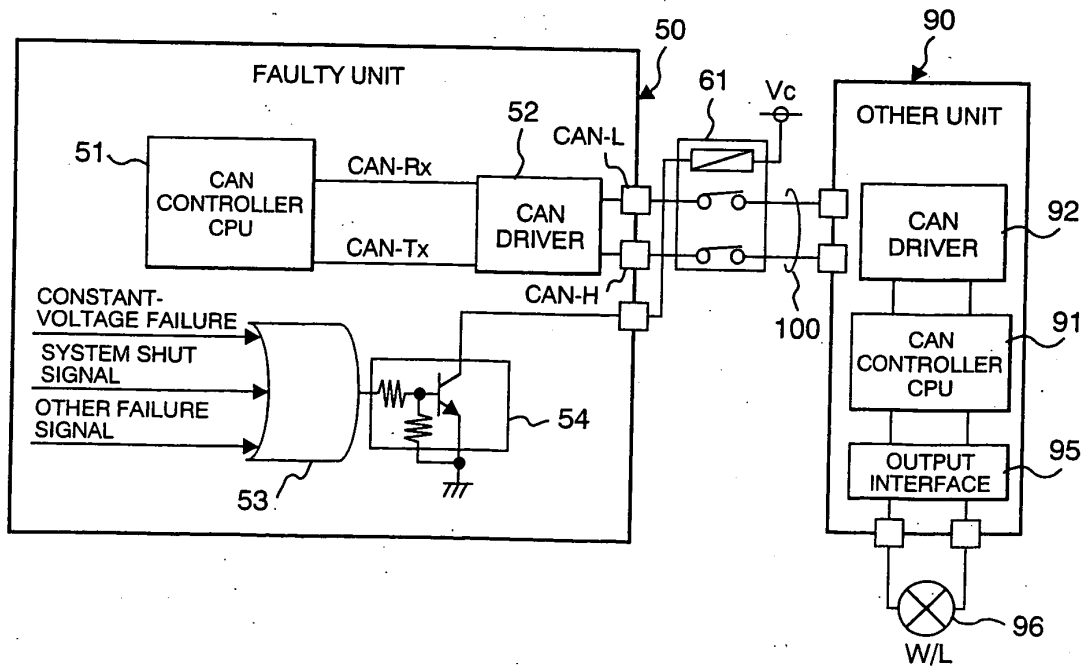 50
90
FAULTY UNIT
61
Vc
OTHER UNIT
51
52
CAN-L
CAN
CONTROLLER
CPU
CAN-Rx
CAN-Tx
CAN
DRIVER
CAN-H
100
CAN
DRIVER
92
CONSTANT-
VOLTAGE FAILURE
SYSTEM SHUT
SIGNAL
OTHER FAILURE
SIGNAL
53
54
CAN
CONTROLLER
CPU
91
OUTPUT
INTERFACE
95
96
W/L